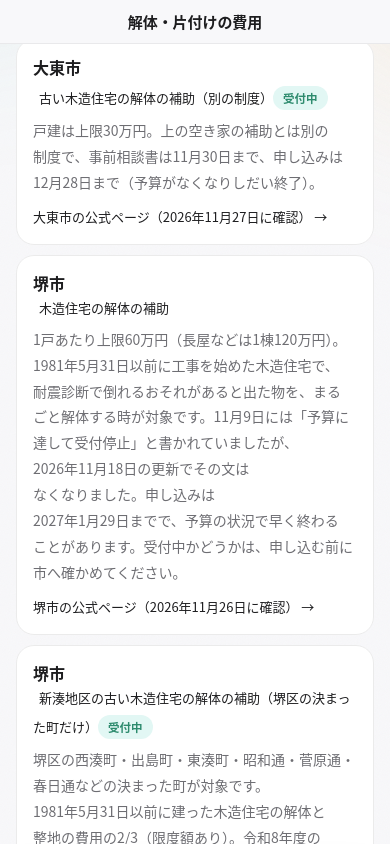 解体・片付けの費用
大東市
古い木造住宅の解体の補助（別の制度） 受付中
戸建は上限30万円。上の空き家の補助とは別の
制度で、事前相談書は11月30日まで、申し込みは
12月28日まで（予算がなくなりしだい終了）。
大東市の公式ページ（2026年11月27日に確認） →
堺市
木造住宅の解体の補助
1戸あたり上限60万円（長屋などは1棟120万円）。
1981年5月31日以前に工事を始めた木造住宅で、
耐震診断で倒れるおそれがあると出た物を、まる
ごと解体する時が対象です。11月9日には「予算に
達して受付停止」と書かれていましたが、
2026年11月18日の更新でその文は
なくなりました。申し込みは
2027年1月29日までで、予算の状況で早く終わる
ことがあります。受付中かどうかは、申し込む前に
市へ確かめてください。
堺市の公式ページ（2026年11月26日に確認） →
堺市
新湊地区の古い木造住宅の解体の補助（堺区の決まっ
た町だけ） 受付中
堺区の西湊町・出島町・東湊町・昭和通・菅原通・
春日通などの決まった町が対象です。
1981年5月31日以前に建った木造住宅の解体と
整地の費用の2/3（限度額あり）。令和8年度の